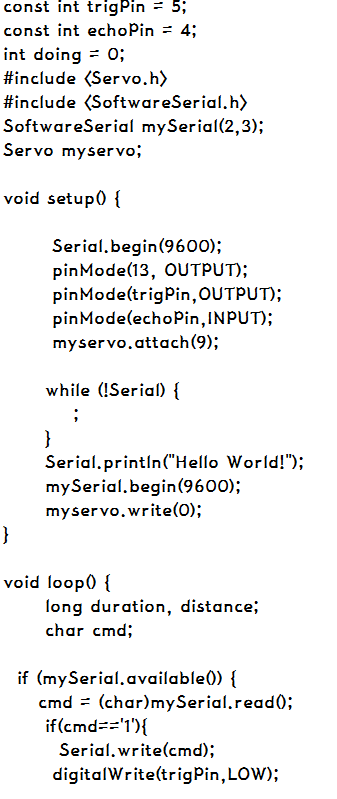 const int trigPin = 5;
const int echoPin = 4;
int doing = 0;
#include <Servo.h>
#include <SoftwareSerial.h>
SoftwareSerial mySerial(2,3);
Servo myservo;
void setup() {
Serial.begin(9600);
pinMode(13, OUTPUT);
pinMode(trigPin,OUTPUT);
pinMode(echoPin,INPUT);
myservo.attach(9);
while (!Serial) {
;
}
Serial.println("Hello World!");
mySerial.begin(9600);
myservo.write(0);
}
void loop() {
long duration, distance;
char cmd;
if (mySerial.available()) {
cmd = (char)mySerial.read();
if(cmd=='1'){
Serial.write(cmd);
digitalWrite(trigPin,LOW);